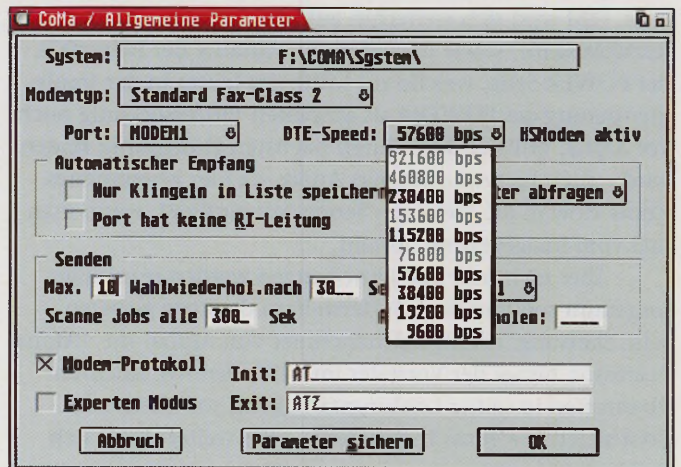 CoMa / Allgemeine Parameter
System: F:\COMA\System\
Modemtyp: Standard Fax-Class 2
Port: MODEM1 DTE-Speed: 57600 bps HSModem aktiv
Automatischer Empfang
921600 bps
460800 bps
Nur Klingeln in Liste speichern
230400 bps
ter abfragen
153600 bps
Port hat keine RI-Leitung
115200 bps
76800 bps
Senden
57600 bps
Max. 10 Wahlwiederhol.nach 30 Se
38400 bps
Scanne Jobs alle 300 Sek
19200 bps
holen:
9600 bps
Modem-Protokoll
Init: AT
Experten Modus
Exit: ATZ
Abbruch Parameter sichern OK